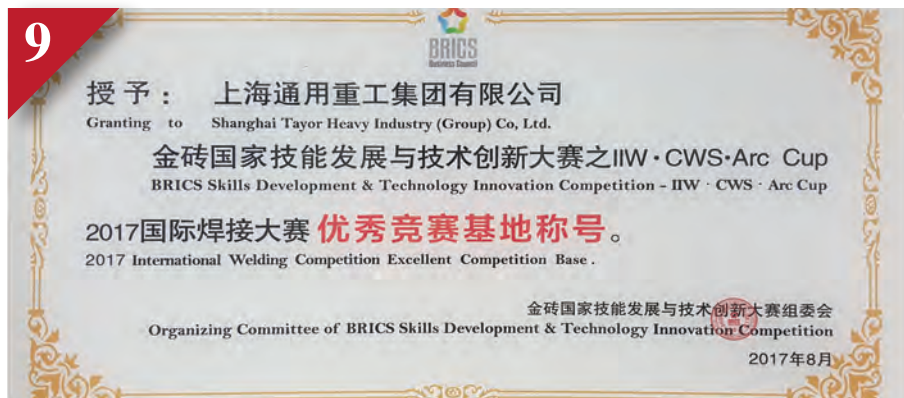 9
BRICS
Business Council
授予： 上海通用重工集团有限公司
Granting to Shanghai Tayor Heavy Industry (Group) Co, Ltd.
金砖国家技能发展与技术创新大赛之IIW·CWS·Arc Cup
BRICS Skills Development & Technology Innovation Competition - IIW · CWS · Arc Cup
2017国际焊接大赛 优秀竞赛基地称号。
2017 International Welding Competition Excellent Competition Base .
金砖国家技能发展与技术创新大赛组委会
Organizing Committee of BRICS Skills Development & Technology Innovation Competition
2017年8月